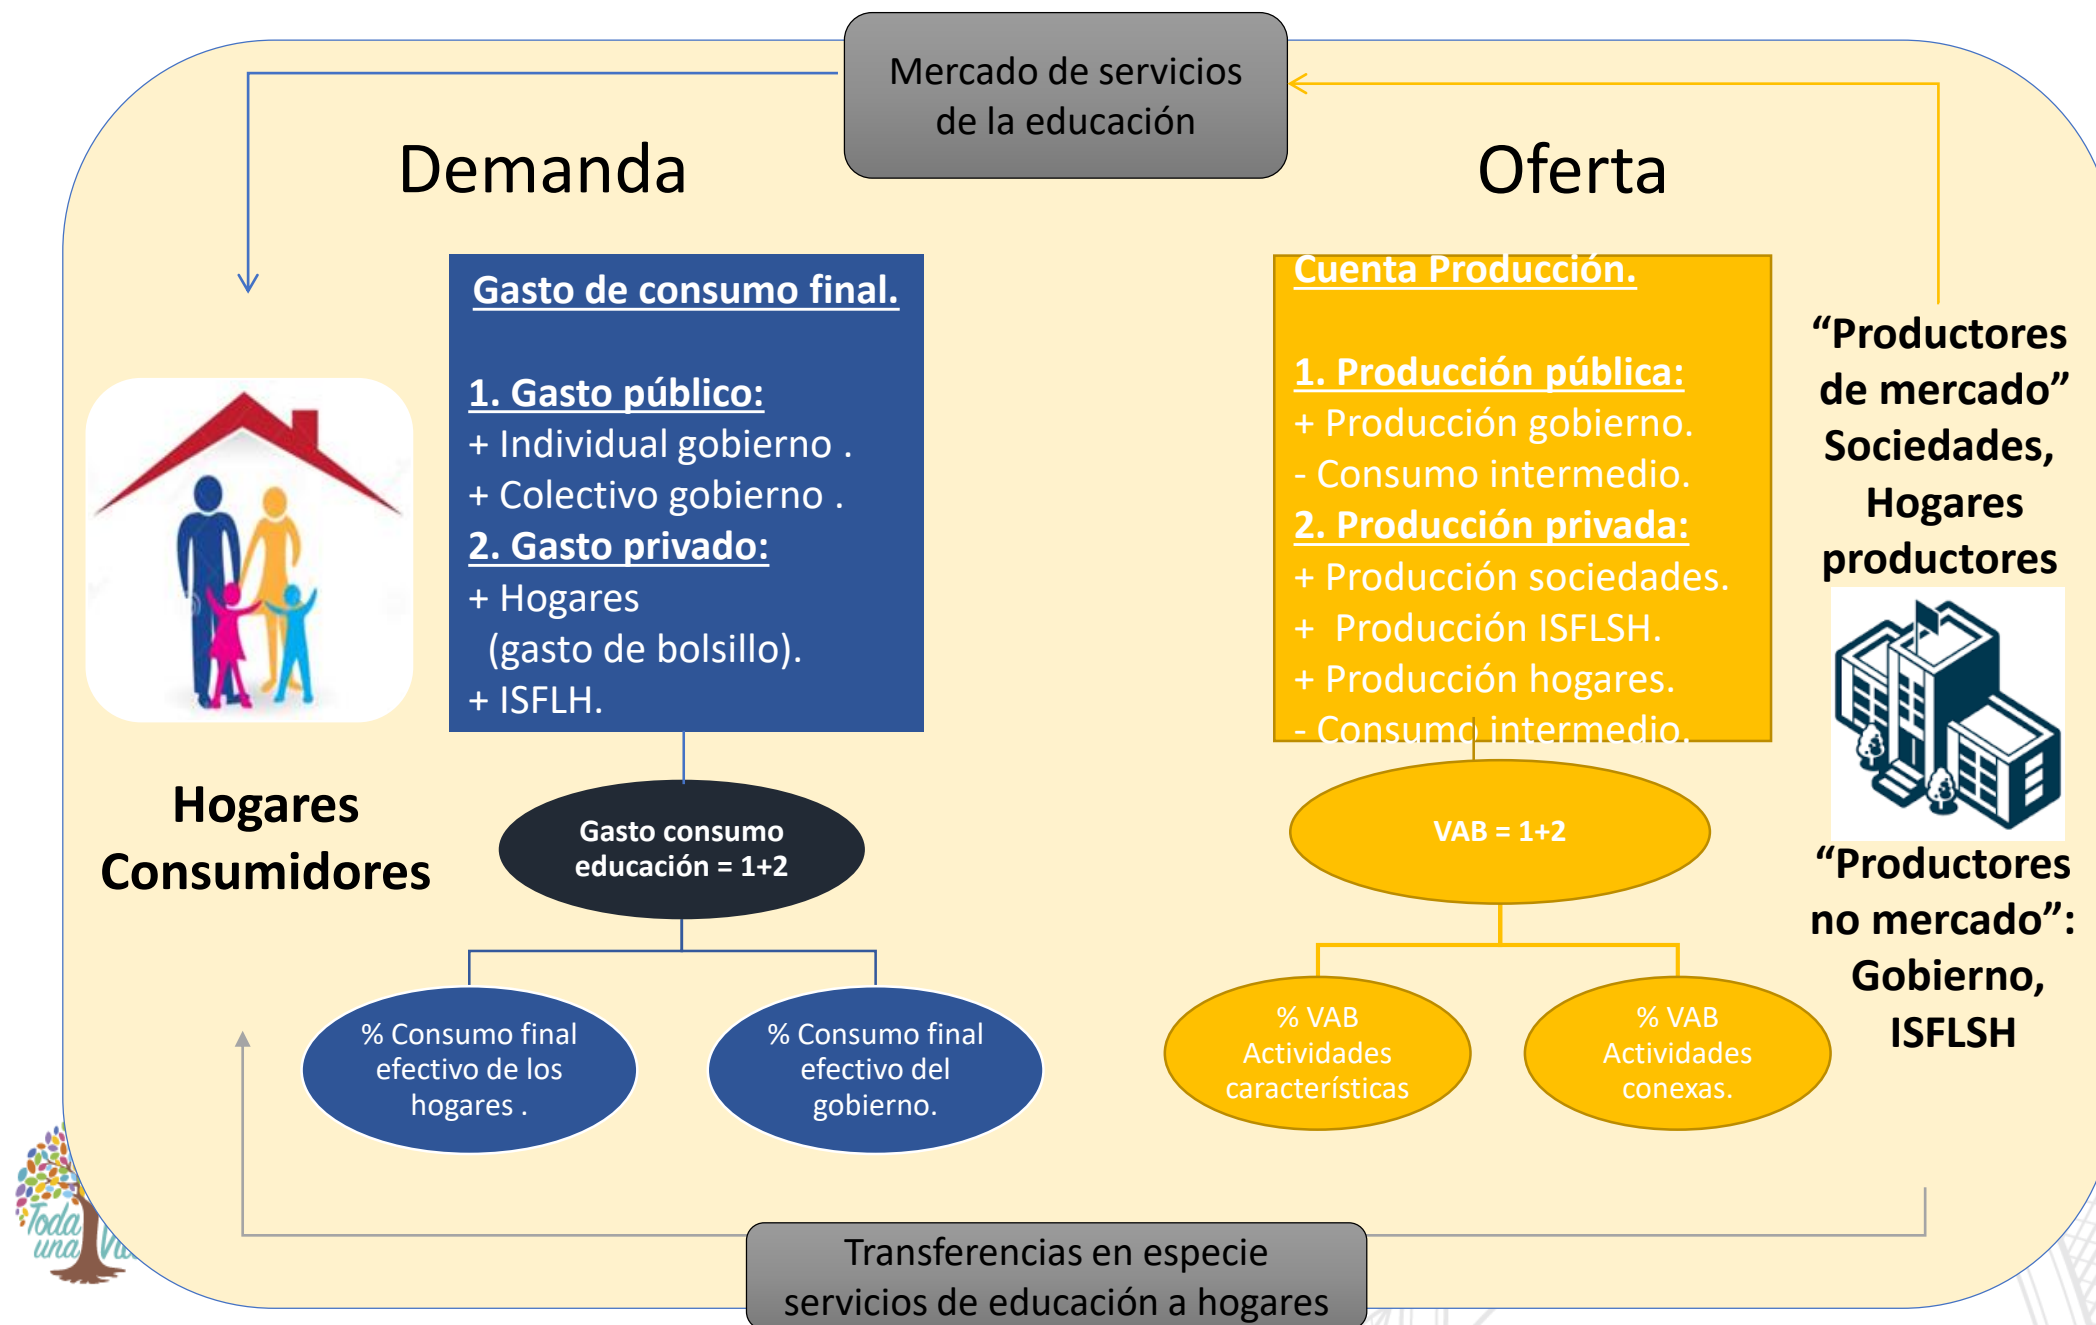 Mercado de servicios
de la educación
Demanda
Oferta
Gasto de consumo final.
1. Gasto público:
+ Individual gobierno .
+ Colectivo gobierno .
2. Gasto privado:
+ Hogares
(gasto de bolsillo).
+ ISFLH.
Cuenta Producción.
1. Producción pública:
+ Producción gobierno.
- Consumo intermedio.
2. Producción privada:
+ Producción sociedades.
+ Producción ISFLSH.
+ Producción hogares.
- Consumo intermedio.
“Productores
de mercado”
Sociedades,
Hogares
productores
Hogares
Consumidores
Gasto consumo
educación = 1+2
VAB = 1+2
“Productores
no mercado”:
Gobierno,
ISFLSH
% Consumo final
efectivo de los
hogares .
% Consumo final
efectivo del
gobierno.
% VAB
Actividades
características
% VAB
Actividades
conexas.
Toda
una
Transferencias en especie
servicios de educación a hogares